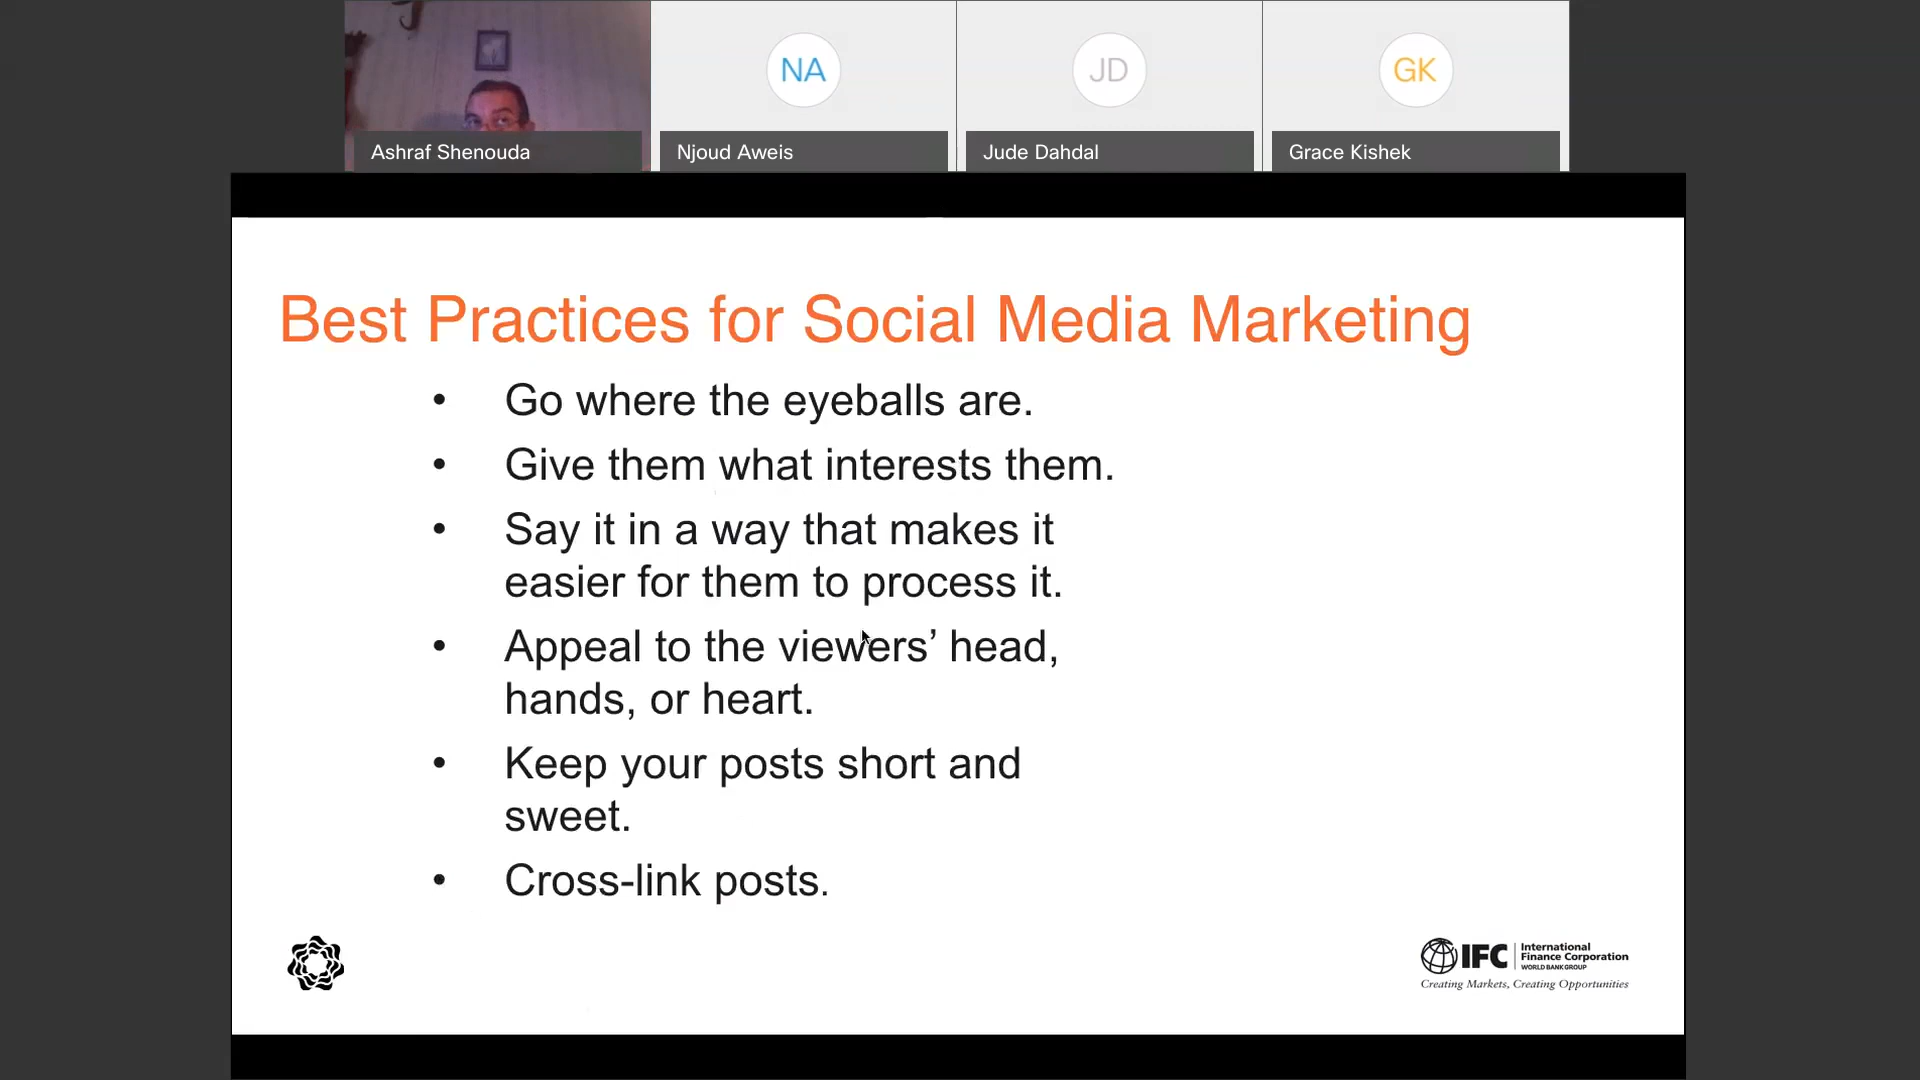 NA
JD
GK
Ashraf Shenouda
Njoud Aweis
Jude Dahdal
Grace Kishek
Best Practices for Social Media Marketing
• Go where the eyeballs are.
• Give them what interests them.
• Say it in a way that makes it
easier for them to process it.
• Appeal to the viewers’ head,
hands, or heart.
• Keep your posts short and
sweet.
• Cross-link posts.
IFC
International
Finance Corporation
WORLD BANK GROUP
Creating Markets, Creating Opportunities